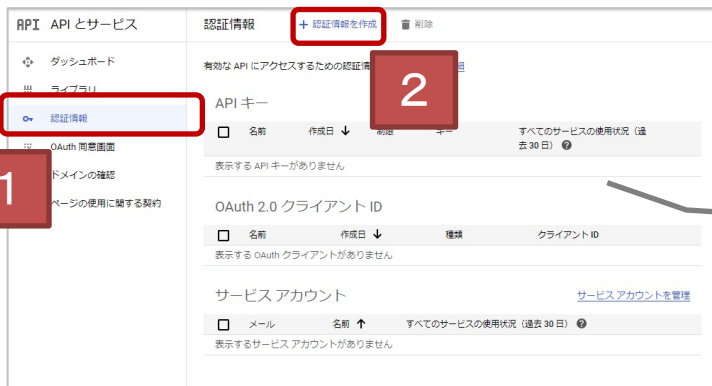 API APIとサービス
認証情報
+ 認証情報を作成
削除
ダッシュボード
ライブラリ
認証情報
OAuth 同意画面
ドメインの確認
ページの使用に関する契約
1
2
有効な API にアクセスするための認証情
API キー
名前 作成日 キー すべてのサービスの使用状況（過
去 30 日）
表示する API キーがありません
OAuth 2.0 クライアント ID
名前 作成日 種類 クライアント ID
表示する OAuth クライアントがありません
サービス アカウント サービス アカウントを管理
メール 名前 すべてのサービスの使用状況（過去 30 日）
表示するサービス アカウントがありません